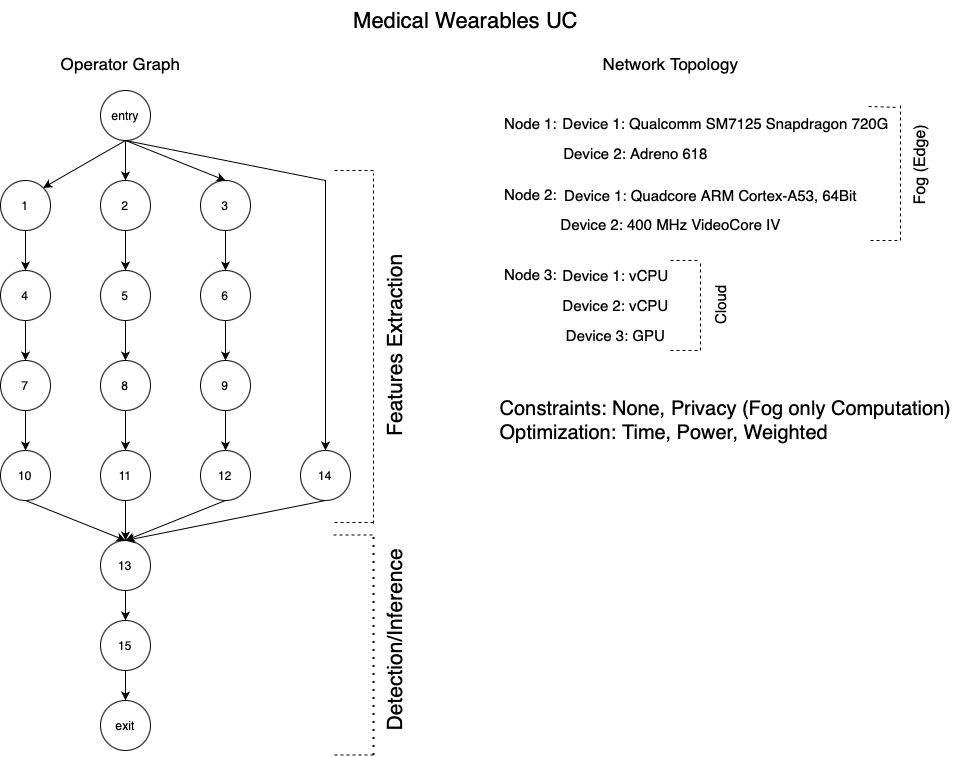 Medical Wearables UC
Operator Graph
entry
1
2
3
4
5
6
7
8
9
10
11
12
14
13
15
exit
Features Extraction
Detection/Inference
Network Topology
Node 1: Device 1: Qualcomm SM7125 Snapdragon 720G
Device 2: Adreno 618
Node 2: Device 1: Quadcore ARM Cortex-A53, 64Bit
Device 2: 400 MHz VideoCore IV
Fog (Edge)
Node 3: Device 1: vCPU
Device 2: vCPU
Device 3: GPU
Cloud
Constraints: None, Privacy (Fog only Computation)
Optimization: Time, Power, Weighted